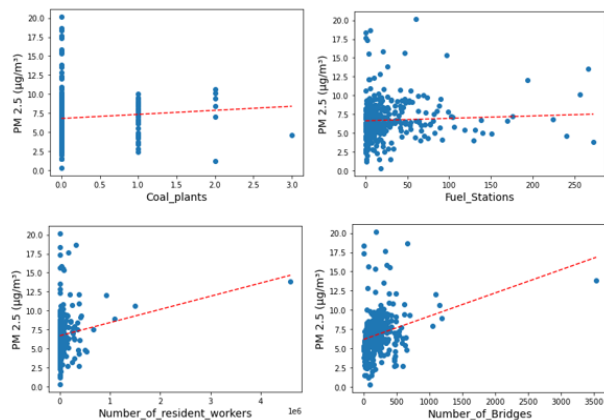 20.0
17.5
15.0
12.5
10.0
7.5
5.0
2.5
0.0
PM 2.5 (µg/m³)
0.0 0.5 1.0 1.5 2.0 2.5 3.0
Coal_plants
20.0
17.5
15.0
12.5
10.0
7.5
5.0
2.5
0.0
PM 2.5 (µg/m³)
0 50 100 150 200 250
Fuel_Stations
20.0
17.5
15.0
12.5
10.0
7.5
5.0
2.5
0.0
PM 2.5 (µg/m³)
0 1 2 3 4
1e6
Number_of_resident_workers
20.0
17.5
15.0
12.5
10.0
7.5
5.0
2.5
0.0
PM 2.5 (µg/m³)
0 500 1000 1500 2000 2500 3000 3500
Number_of_Bridges